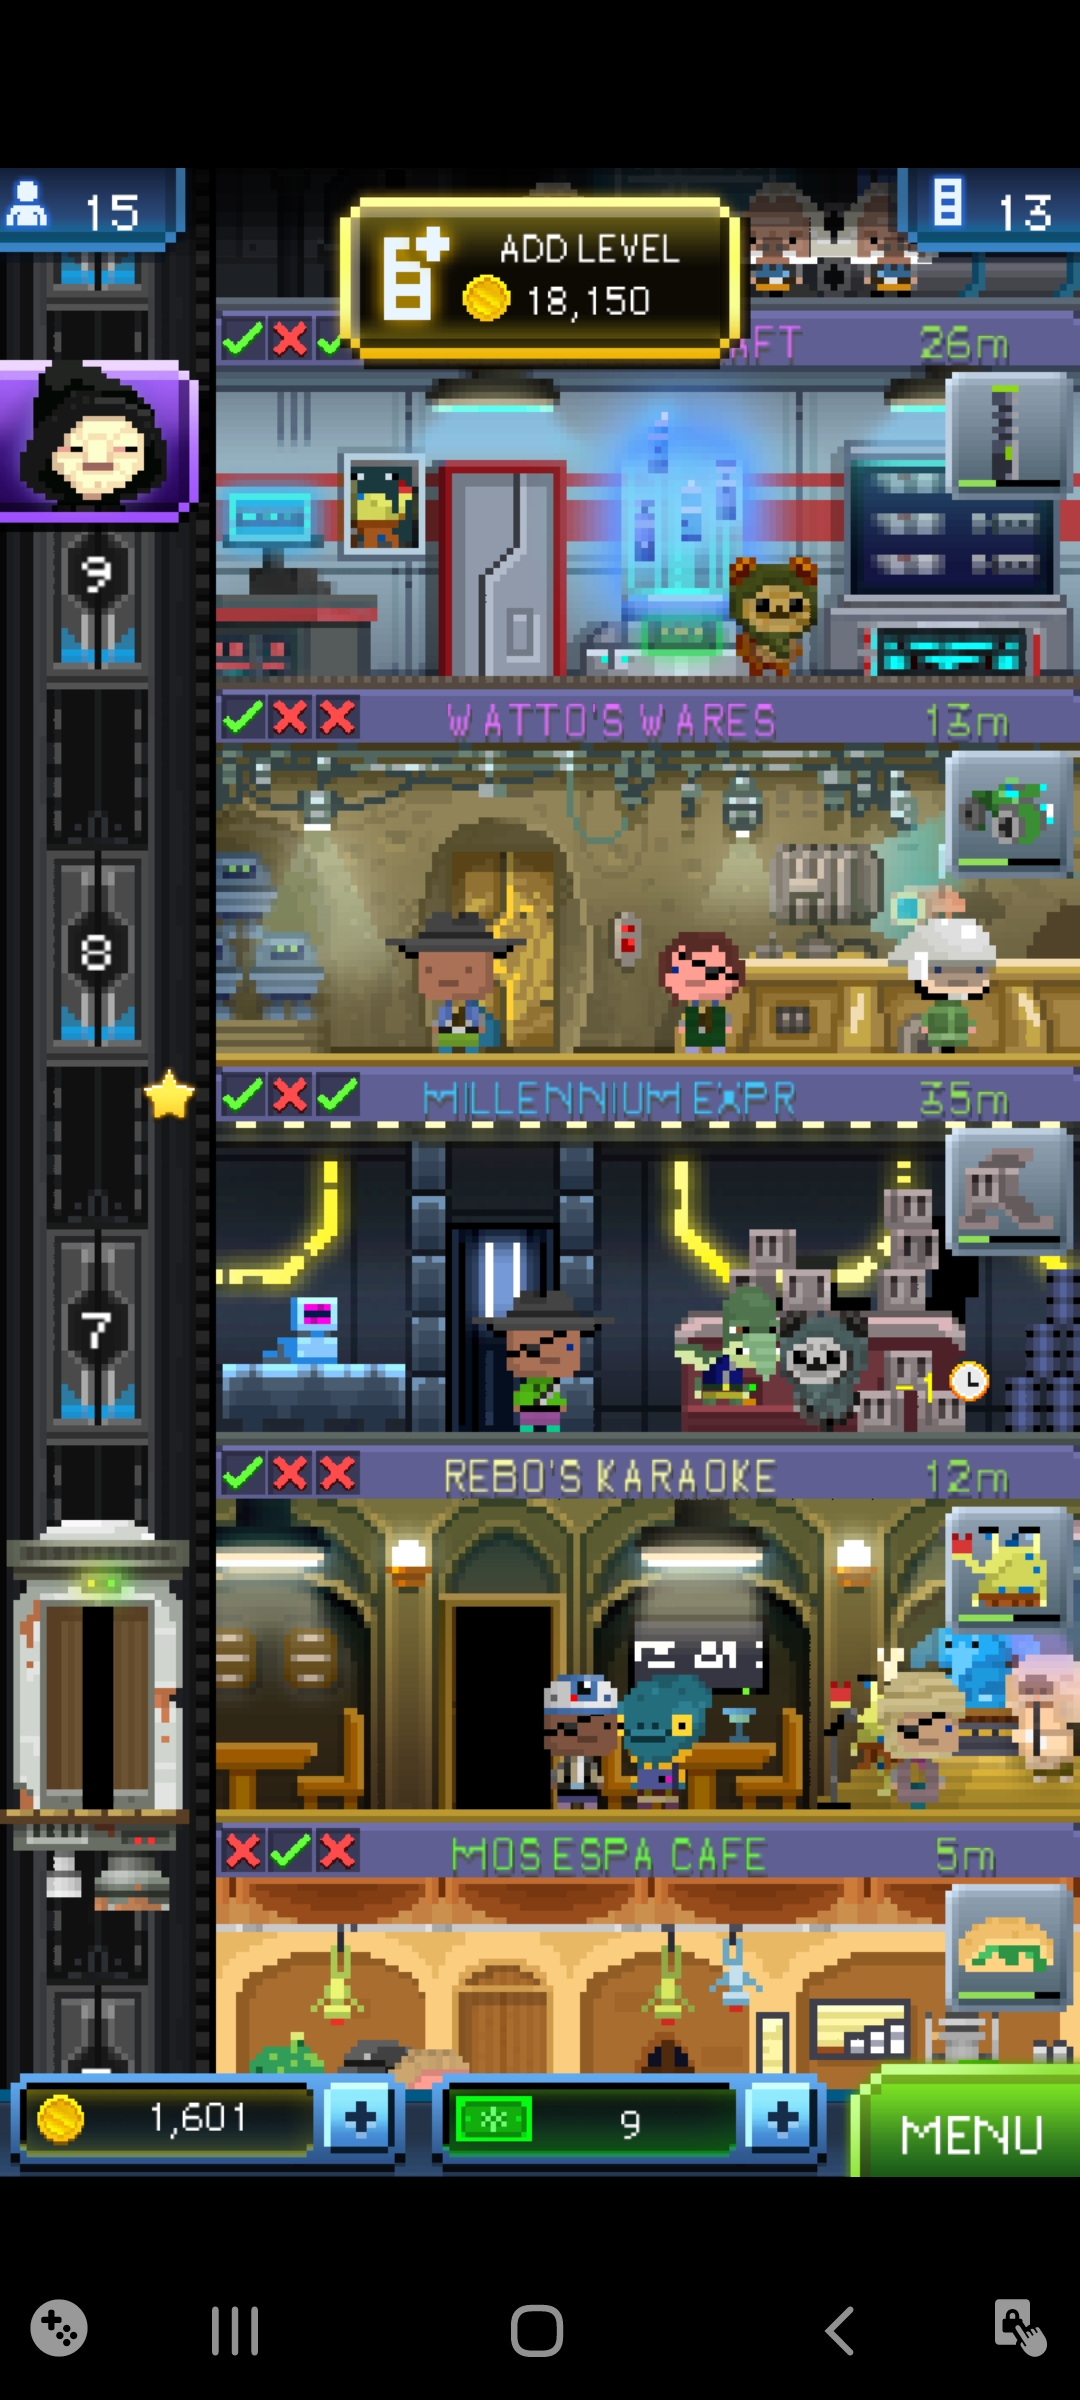 15
ADD LEVEL
18,150
13
AFT 26m
9
WATTO'S WARES 13m
8
MILLENNIUM EXPR 35m
7
REBO'S KARAOKE 12m
MOS ESPA CAFE 5m
1,601
9
MENU